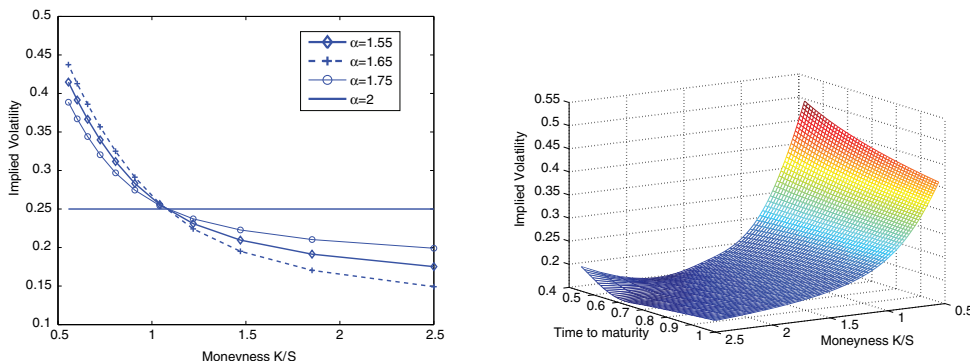 0.5
0.45
0.4
0.35
0.3
0.25
0.2
0.15
0.1
Implied Volatility
0.5 1 1.5 2 2.5
Moneyness K/S
α=1.55
α=1.65
α=1.75
α=2
0.55
0.5
0.45
0.4
0.35
0.3
0.25
0.2
0.4
Implied Volatility
0.5 0.6 0.7 0.8 0.9 1
Time to maturity
2.5 2 1.5 1 0.5
Moneyness K/S